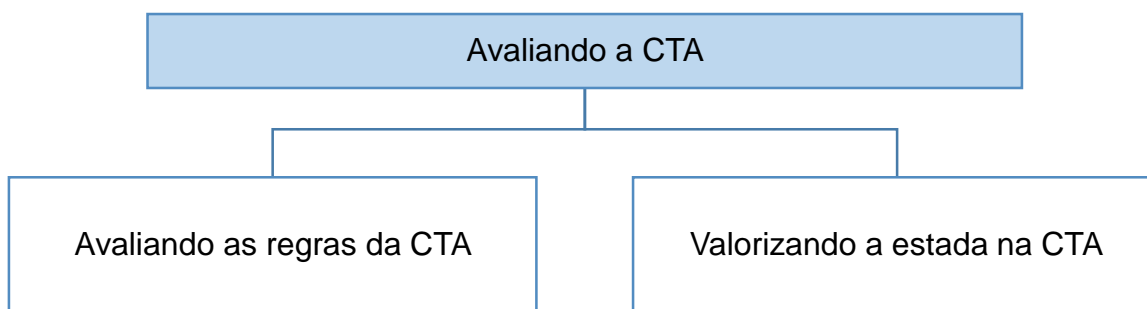 Avaliando a CTA
Avaliando as regras da CTA
Valorizando a estada na CTA